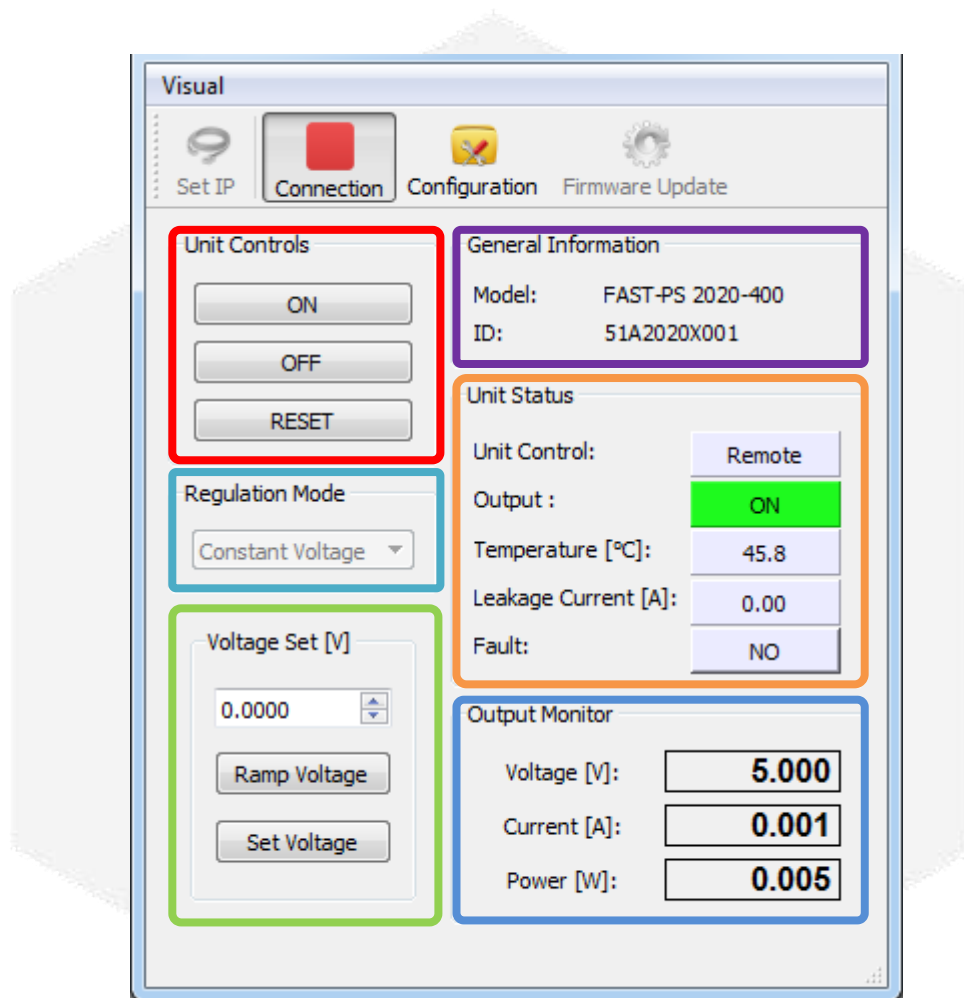 Visual
Set IP
Connection
Configuration
Firmware Update
Unit Controls
ON
OFF
RESET
Regulation Mode
Constant Voltage
Voltage Set [V]
0.0000
Ramp Voltage
Set Voltage
General Information
Model: FAST-PS 2020-400
ID: 51A2020X001
Unit Status
Unit Control: Remote
Output : ON
Temperature [°C]: 45.8
Leakage Current [A]: 0.00
Fault: NO
Output Monitor
Voltage [V]: 5.000
Current [A]: 0.001
Power [W]: 0.005